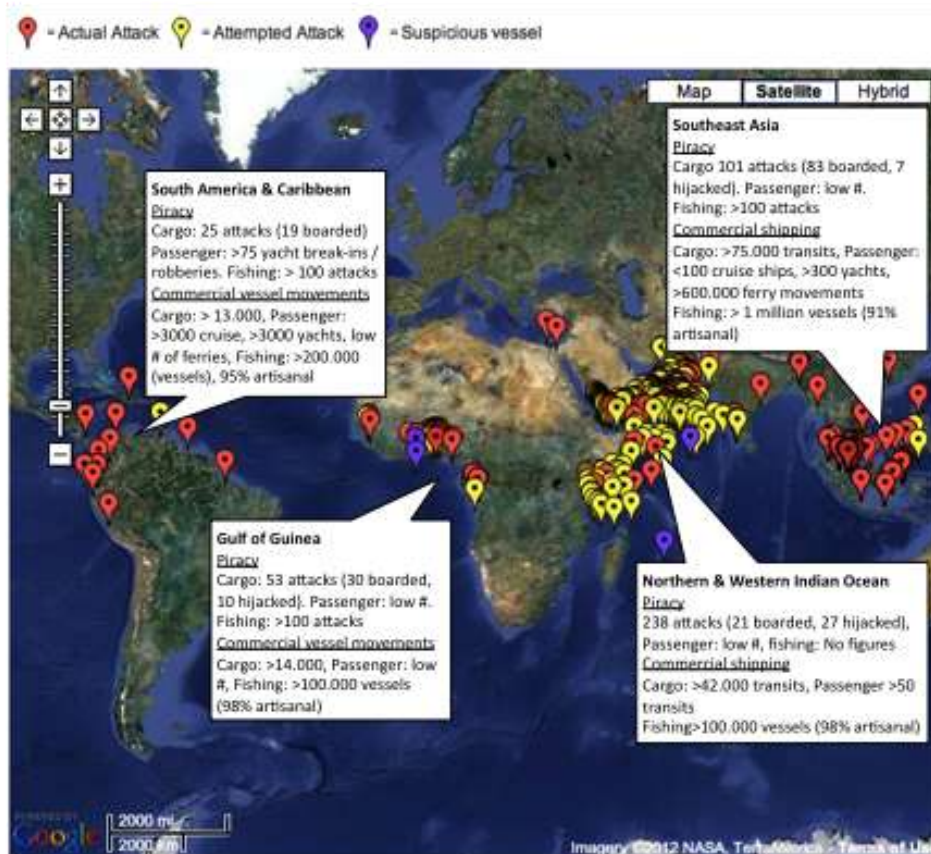 = Actual Attack = Attempted Attack = Suspicious vessel
Map Satellite Hybrid
South America & Caribbean
Piracy
Cargo: 25 attacks (19 boarded)
Passenger: >75 yacht break-ins /
robberies. Fishing: > 100 attacks
Commercial vessel movements
Cargo: > 13.000, Passenger:
>3000 cruise, >3000 yachts, low
# of ferries, Fishing: >200.000
(vessels), 95% artisanal
Southeast Asia
Piracy
Cargo 101 attacks (83 boarded, 7
hijacked). Passenger: low #.
Fishing: >100 attacks
Commercial shipping
Cargo: >75.000 transits, Passenger:
<100 cruise ships, >300 yachts,
>600.000 ferry movements
Fishing: > 1 million vessels (91%
artisanal)
Gulf of Guinea
Piracy
Cargo: 53 attacks (30 boarded,
10 hijacked). Passenger: low #.
Fishing: >100 attacks
Commercial vessel movements
Cargo: >14.000, Passenger: low
#, Fishing: >100.000 vessels
(98% artisanal)
Northern & Western Indian Ocean
Piracy
238 attacks (21 boarded, 27 hijacked),
Passenger: low #, fishing: No figures
Commercial shipping
Cargo: >42.000 transits, Passenger >50
transits
Fishing>100.000 vessels (98% artisanal)
POWERED BY
Google
2000 mi
2000 km
Imagery ©2012 NASA, TerraMetrics - Terms of Us